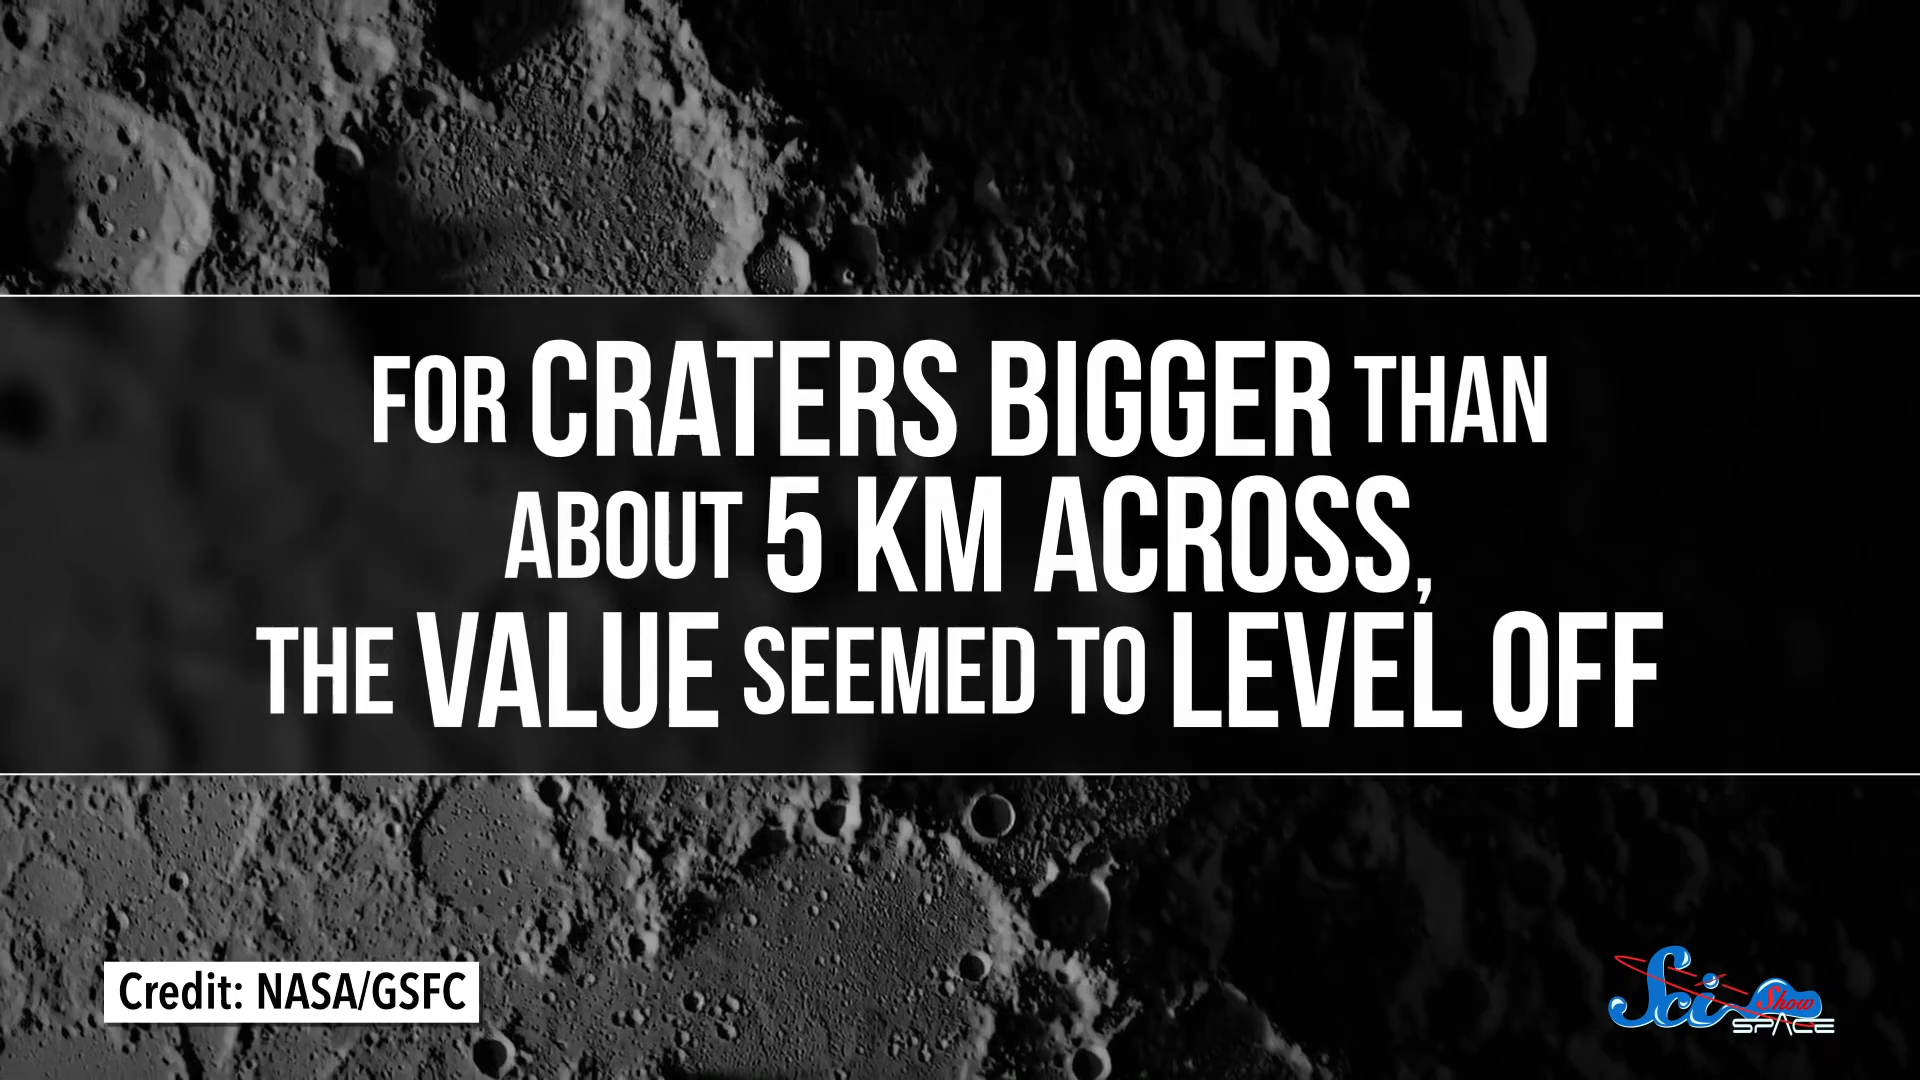 FOR CRATERS BIGGER THAN
ABOUT 5 KM ACROSS,
THE VALUE SEEMED TO LEVEL OFF
Credit: NASA/GSFC
Sci Show
SPACE